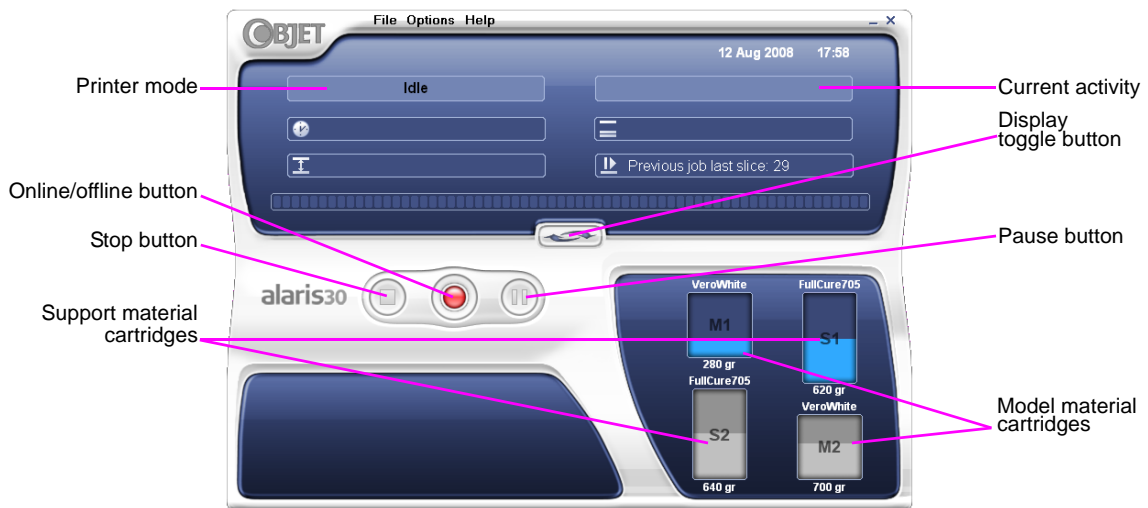 OBJET
File Options Help
12 Aug 2008 17:58
Printer mode
Idle
Current activity
Display
toggle button
Previous job last slice: 29
Online/offline button
Stop button
Pause button
alaris30
Support material
cartridges
VeroWhite
M1
280 gr
FullCure705
S1
620 gr
FullCure705
S2
640 gr
VeroWhite
M2
700 gr
Model material
cartridges